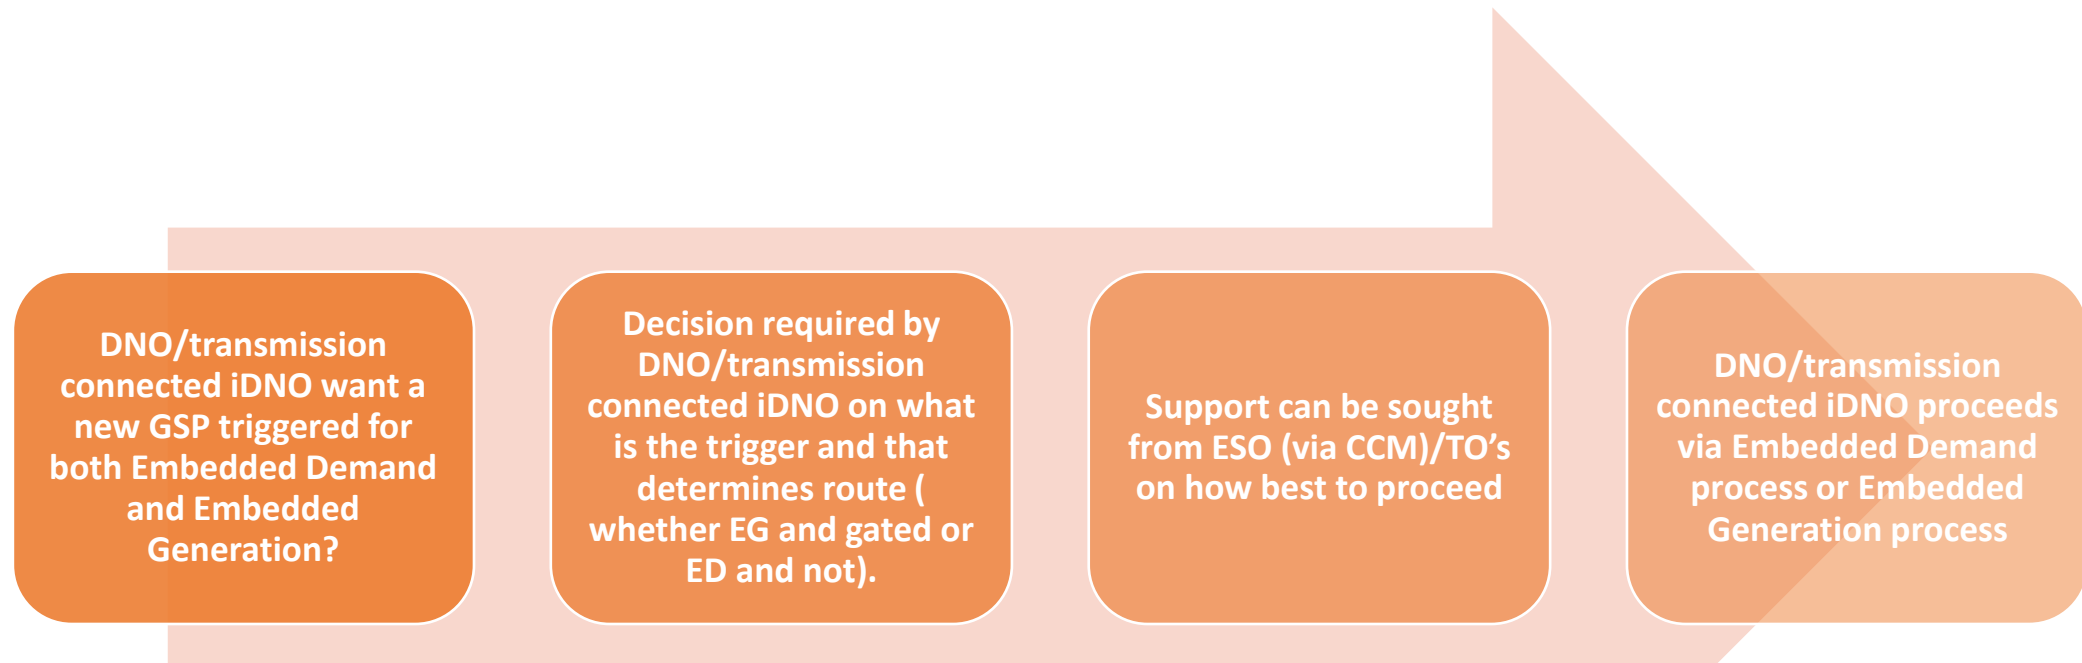 DNO/transmission
connected iDNO want a
new GSP triggered for
both Embedded Demand
and Embedded
Generation?
Decision required by
DNO/transmission
connected iDNO on what
is the trigger and that
determines route (
whether EG and gated or
ED and not).
Support can be sought
from ESO (via CCM)/TO’s
on how best to proceed
DNO/transmission
connected iDNO proceeds
via Embedded Demand
process or Embedded
Generation process